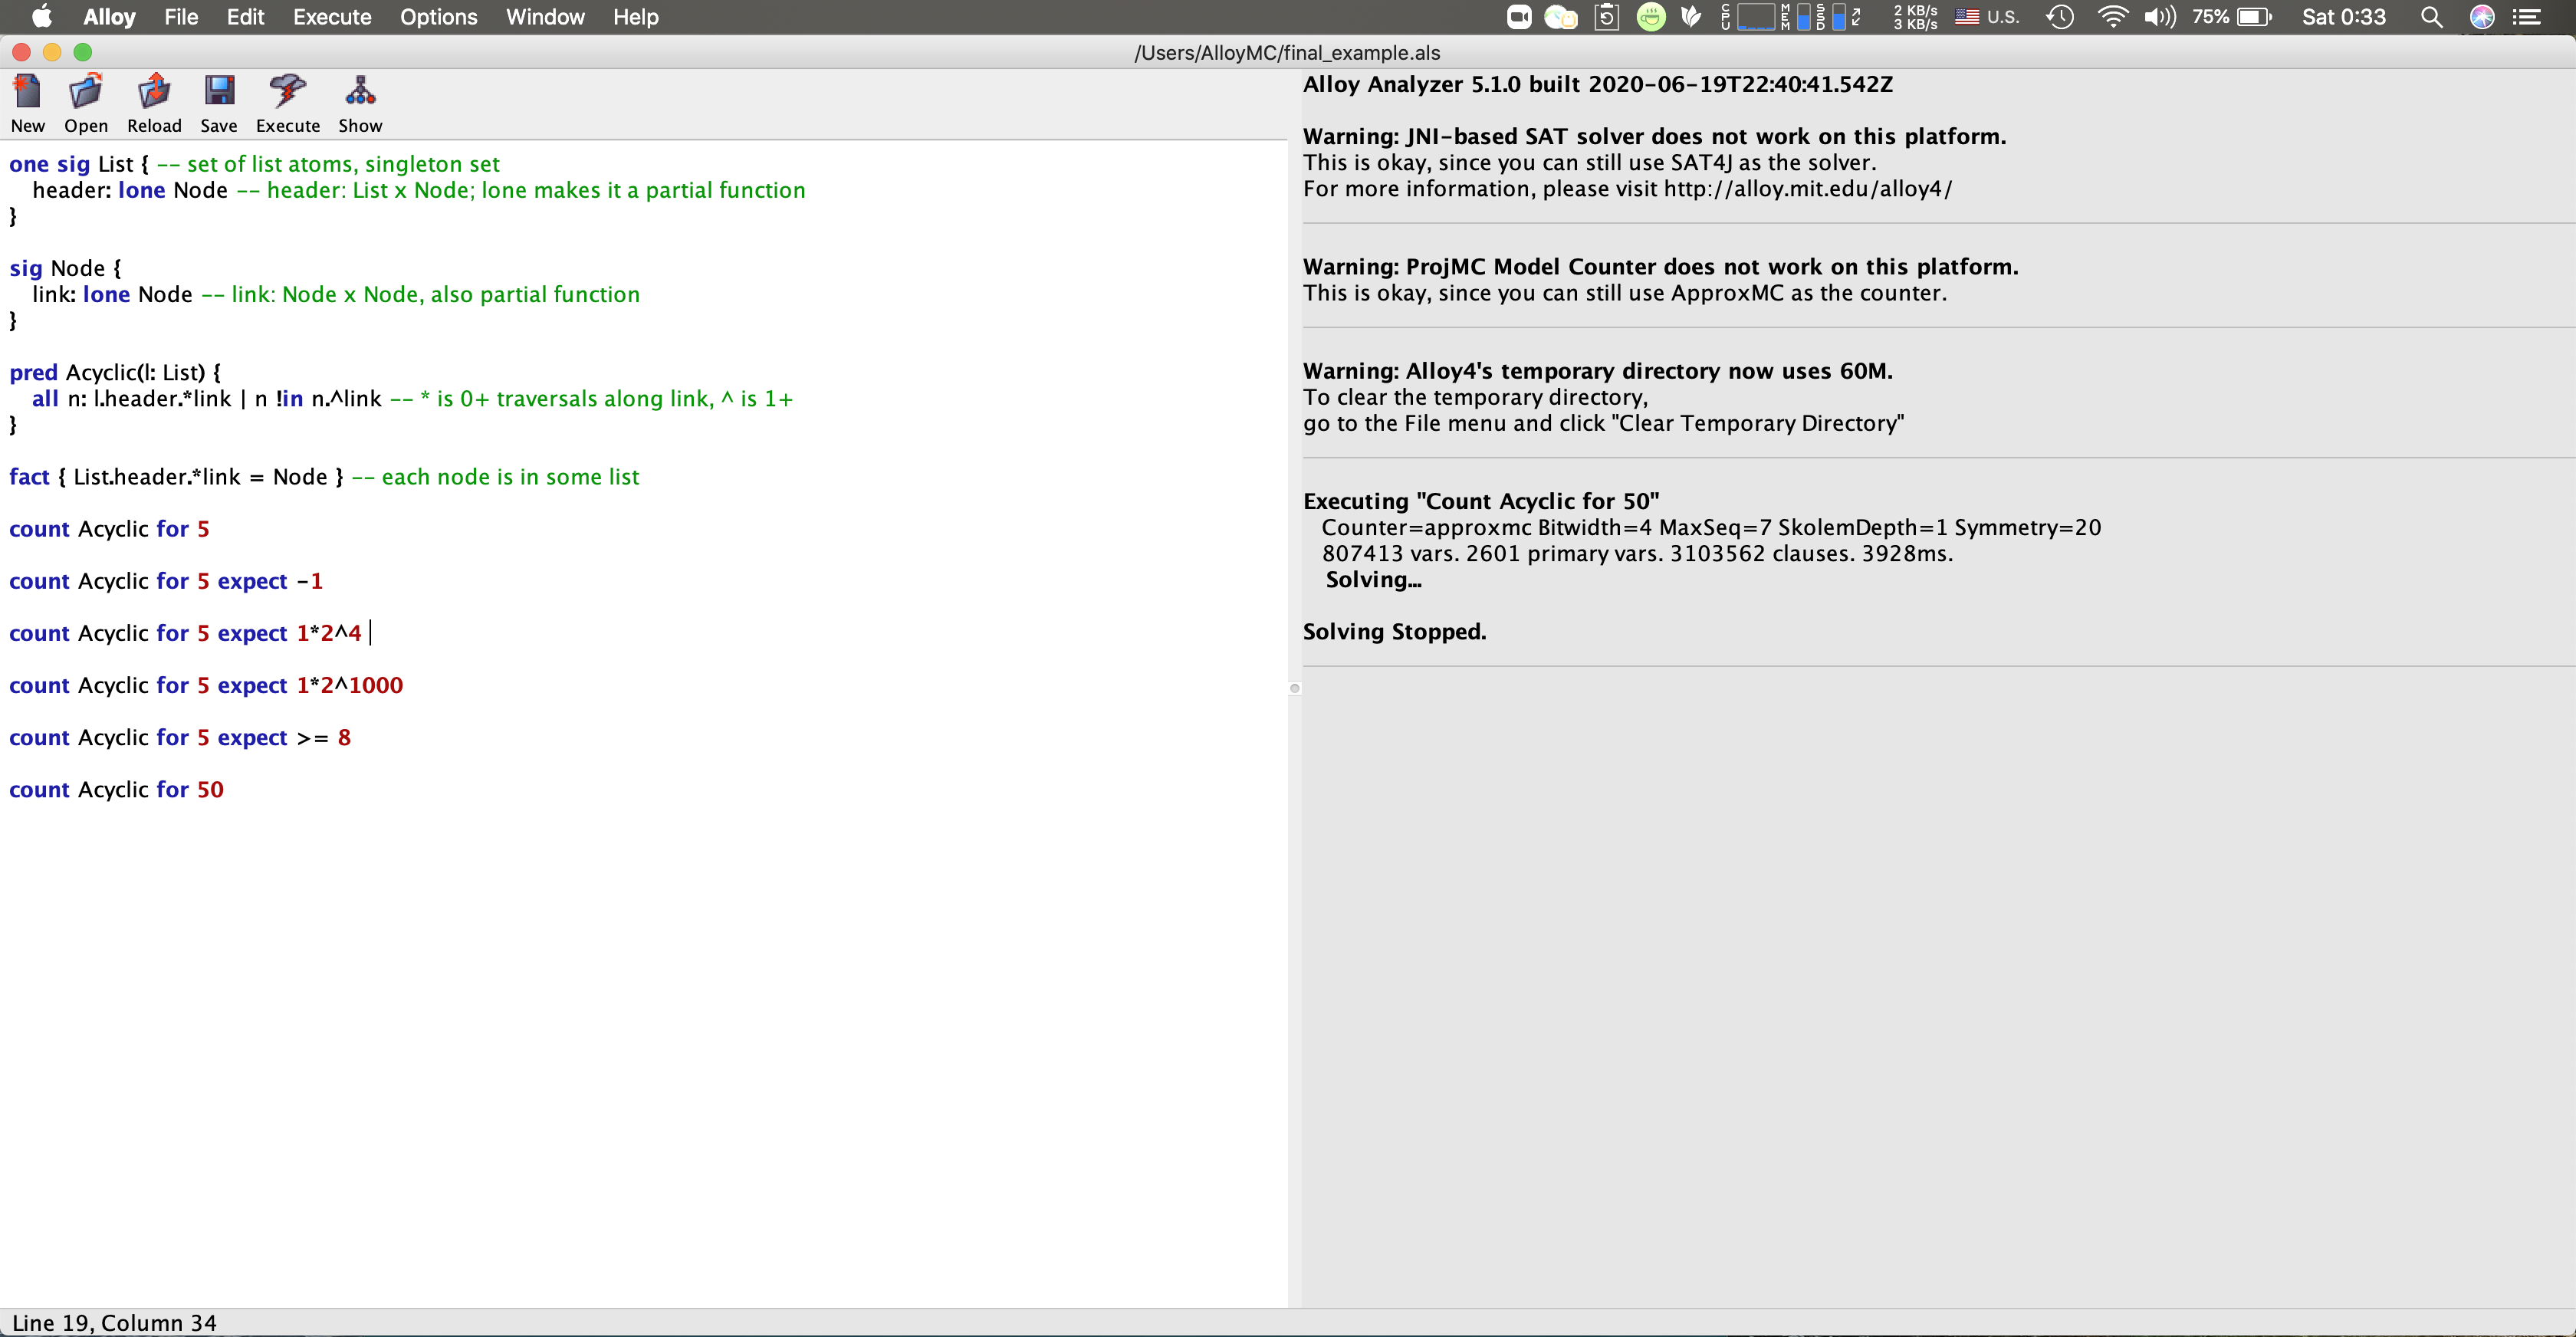 Alloy File Edit Execute Options Window Help
CPU MEM SSD 2 KB/s 3 KB/s U.S. 75% Sat 0:33
/Users/AlloyMC/final_example.als
New Open Reload Save Execute Show
one sig List { -- set of list atoms, singleton set
header: lone Node -- header: List x Node; lone makes it a partial function
}
sig Node {
link: lone Node -- link: Node x Node, also partial function
}
pred Acyclic(l: List) {
all n: l.header.*link | n !in n.^link -- * is 0+ traversals along link, ^ is 1+
}
fact { List.header.*link = Node } -- each node is in some list
count Acyclic for 5
count Acyclic for 5 expect -1
count Acyclic for 5 expect 1*2^4
count Acyclic for 5 expect 1*2^1000
count Acyclic for 5 expect >= 8
count Acyclic for 50
Alloy Analyzer 5.1.0 built 2020-06-19T22:40:41.542Z
Warning: JNI-based SAT solver does not work on this platform.
This is okay, since you can still use SAT4J as the solver.
For more information, please visit http://alloy.mit.edu/alloy4/
Warning: ProjMC Model Counter does not work on this platform.
This is okay, since you can still use ApproxMC as the counter.
Warning: Alloy4's temporary directory now uses 60M.
To clear the temporary directory,
go to the File menu and click "Clear Temporary Directory"
Executing "Count Acyclic for 50"
Counter=approxmc Bitwidth=4 MaxSeq=7 SkolemDepth=1 Symmetry=20
807413 vars. 2601 primary vars. 3103562 clauses. 3928ms.
Solving...
Solving Stopped.
Line 19, Column 34